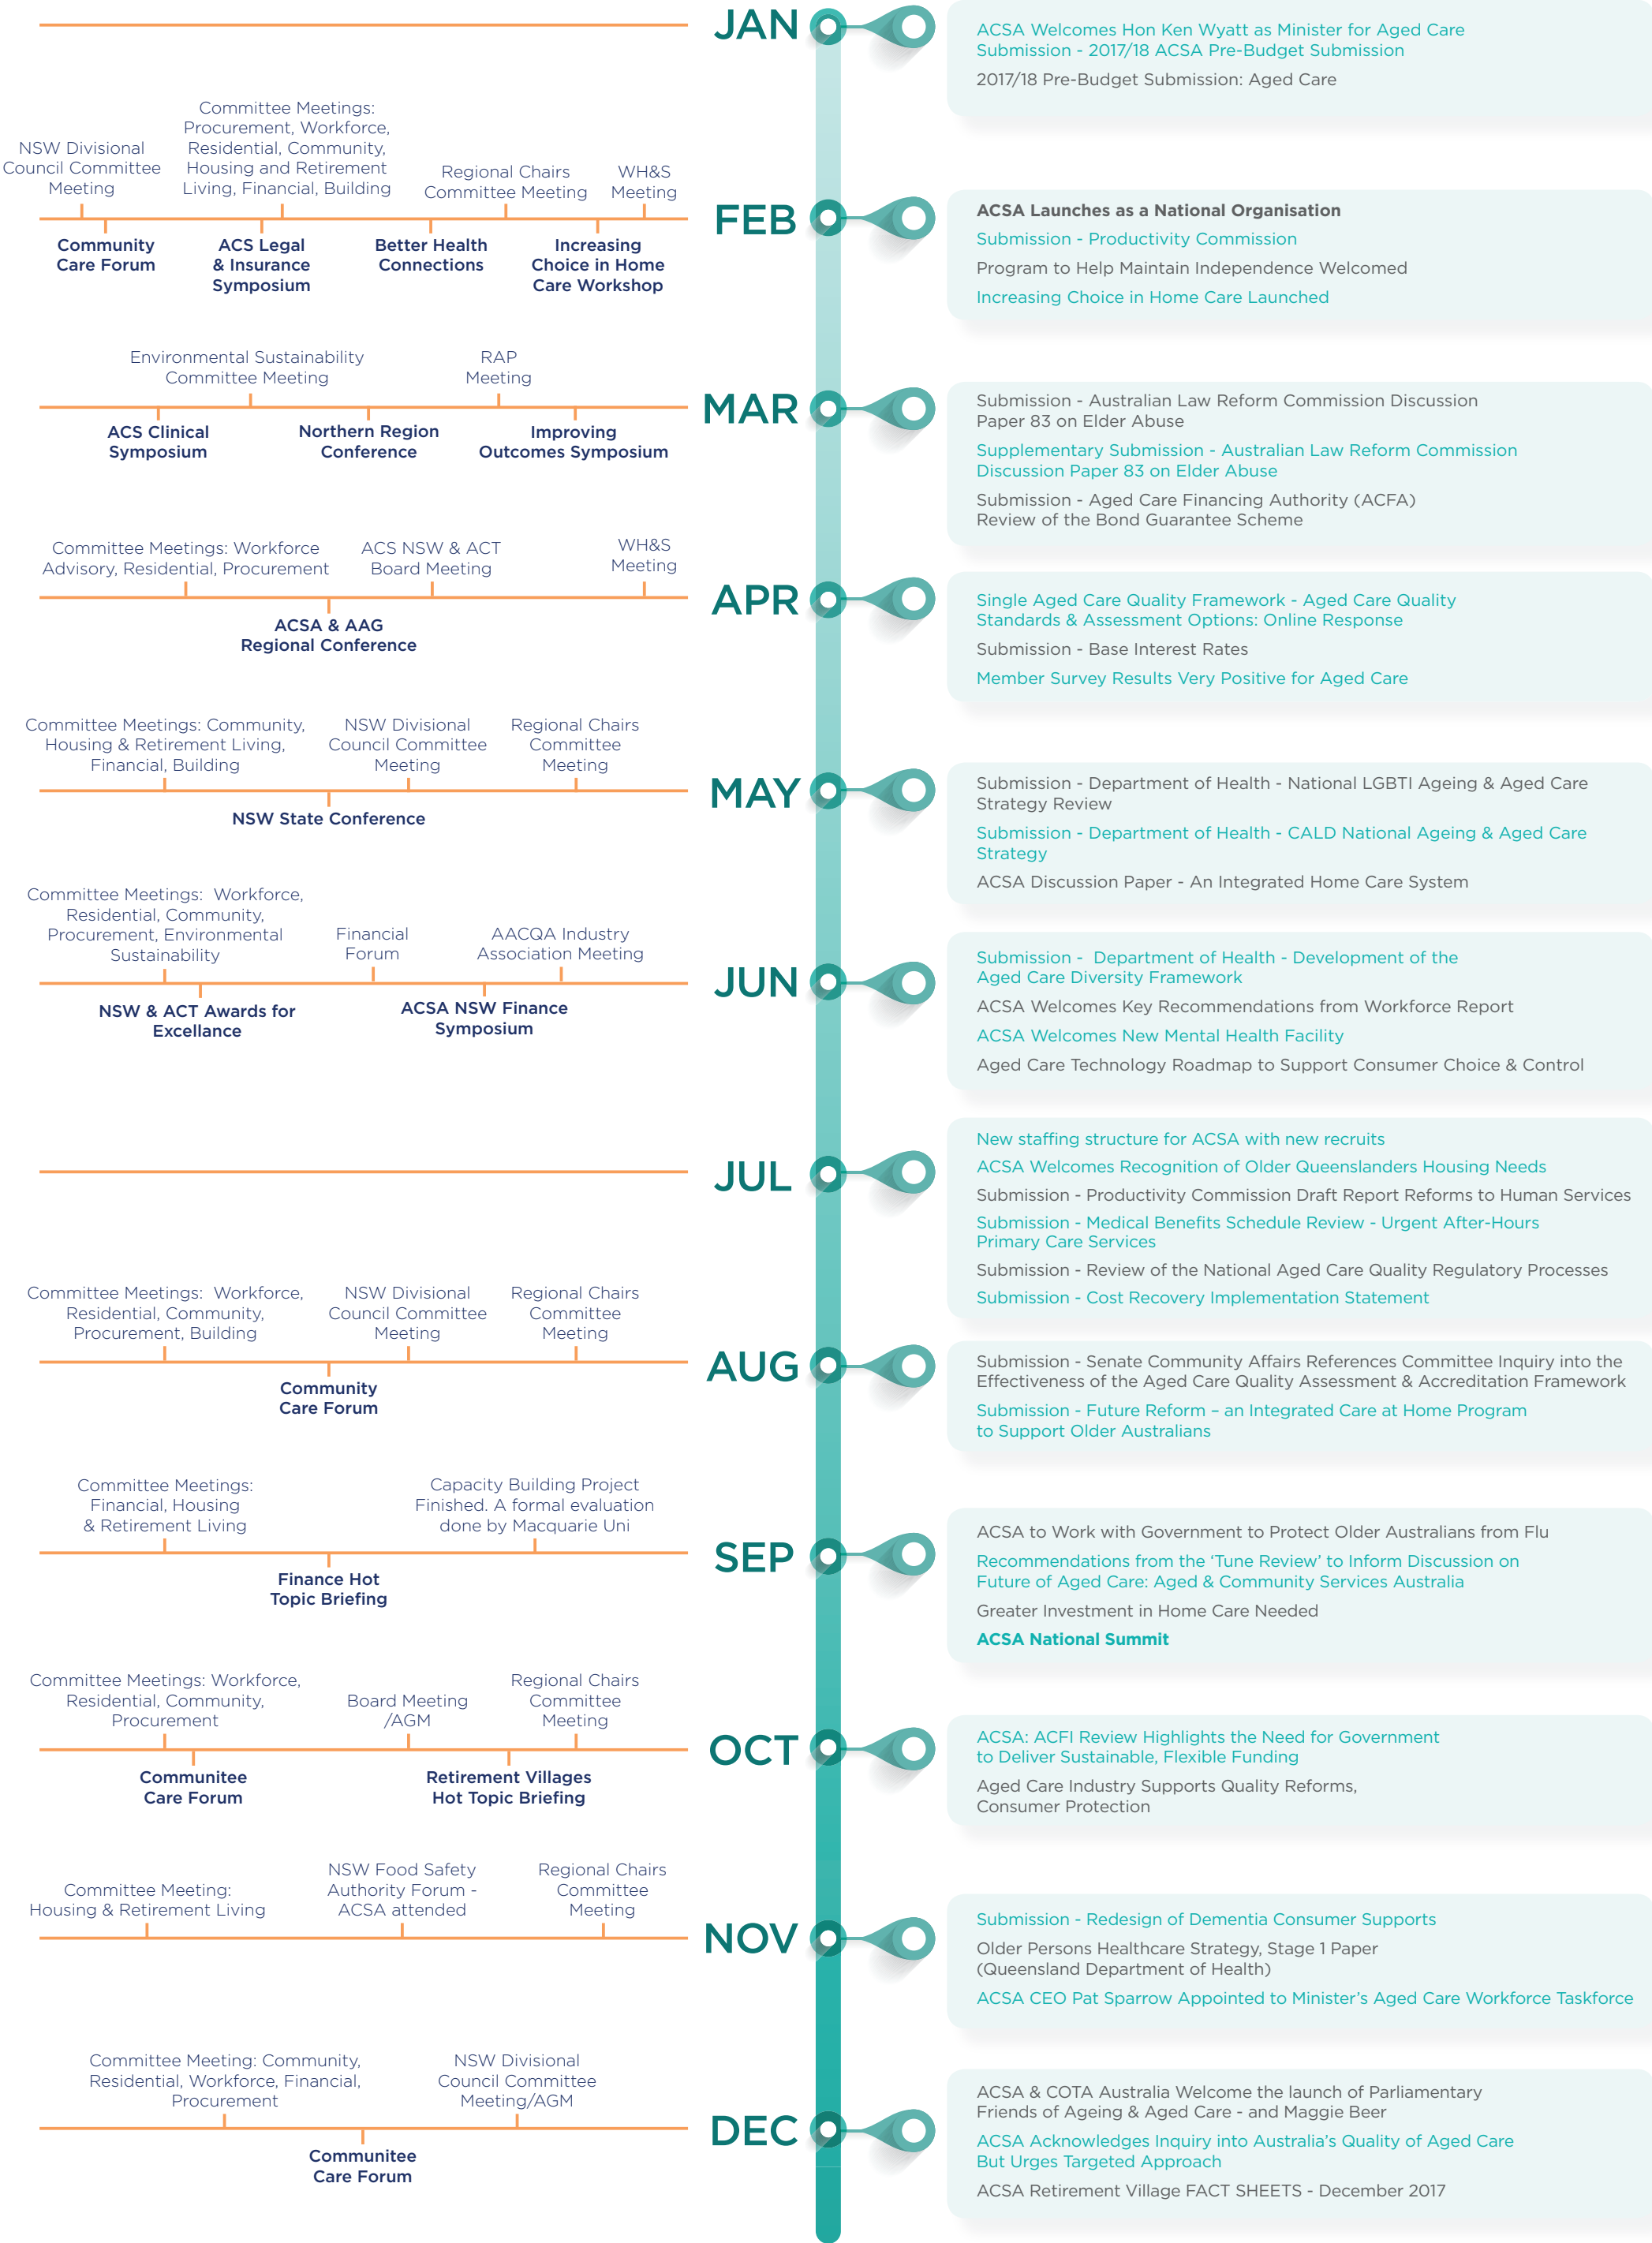 JAN
ACSA Welcomes Hon Ken Wyatt as Minister for Aged Care
Submission - 2017/18 ACSA Pre-Budget Submission
2017/18 Pre-Budget Submission: Aged Care
NSW Divisional
Council Committee
Meeting
Committee Meetings:
Procurement, Workforce,
Residential, Community,
Housing and Retirement
Living, Financial, Building
Regional Chairs
Committee Meeting
WH&S
Meeting
Community
Care Forum
ACS Legal
& Insurance
Symposium
Better Health
Connections
Increasing
Choice in Home
Care Workshop
FEB
ACSA Launches as a National Organisation
Submission - Productivity Commission
Program to Help Maintain Independence Welcomed
Increasing Choice in Home Care Launched
Environmental Sustainability
Committee Meeting
RAP
Meeting
ACS Clinical
Symposium
Northern Region
Conference
Improving
Outcomes Symposium
MAR
Submission - Australian Law Reform Commission Discussion
Paper 83 on Elder Abuse
Supplementary Submission - Australian Law Reform Commission
Discussion Paper 83 on Elder Abuse
Submission - Aged Care Financing Authority (ACFA)
Review of the Bond Guarantee Scheme
Committee Meetings: Workforce
Advisory, Residential, Procurement
ACS NSW & ACT
Board Meeting
WH&S
Meeting
ACSA & AAG
Regional Conference
APR
Single Aged Care Quality Framework - Aged Care Quality
Standards & Assessment Options: Online Response
Submission - Base Interest Rates
Member Survey Results Very Positive for Aged Care
Committee Meetings: Community,
Housing & Retirement Living,
Financial, Building
NSW Divisional
Council Committee
Meeting
Regional Chairs
Committee
Meeting
NSW State Conference
MAY
Submission - Department of Health - National LGBTI Ageing & Aged Care
Strategy Review
Submission - Department of Health - CALD National Ageing & Aged Care
Strategy
ACSA Discussion Paper - An Integrated Home Care System
Committee Meetings:  Workforce,
Residential, Community,
Procurement, Environmental
Sustainability
Financial
Forum
AACQA Industry
Association Meeting
NSW & ACT Awards for
Excellance
ACSA NSW Finance
Symposium
JUN
Submission -  Department of Health - Development of the
Aged Care Diversity Framework
ACSA Welcomes Key Recommendations from Workforce Report
ACSA Welcomes New Mental Health Facility
Aged Care Technology Roadmap to Support Consumer Choice & Control
JUL
New staffing structure for ACSA with new recruits
ACSA Welcomes Recognition of Older Queenslanders Housing Needs
Submission - Productivity Commission Draft Report Reforms to Human Services
Submission - Medical Benefits Schedule Review - Urgent After-Hours
Primary Care Services
Submission - Review of the National Aged Care Quality Regulatory Processes
Submission - Cost Recovery Implementation Statement
Committee Meetings:  Workforce,
Residential, Community,
Procurement, Building
NSW Divisional
Council Committee
Meeting
Regional Chairs
Committee
Meeting
Community
Care Forum
AUG
Submission - Senate Community Affairs References Committee Inquiry into the
Effectiveness of the Aged Care Quality Assessment & Accreditation Framework
Submission - Future Reform – an Integrated Care at Home Program
to Support Older Australians
Committee Meetings:
Financial, Housing
& Retirement Living
Capacity Building Project
Finished. A formal evaluation
done by Macquarie Uni
Finance Hot
Topic Briefing
SEP
ACSA to Work with Government to Protect Older Australians from Flu
Recommendations from the ‘Tune Review’ to Inform Discussion on
Future of Aged Care: Aged & Community Services Australia
Greater Investment in Home Care Needed
ACSA National Summit
Committee Meetings: Workforce,
Residential, Community,
Procurement
Board Meeting
/AGM
Regional Chairs
Committee
Meeting
Communitee
Care Forum
Retirement Villages
Hot Topic Briefing
OCT
ACSA: ACFI Review Highlights the Need for Government
to Deliver Sustainable, Flexible Funding
Aged Care Industry Supports Quality Reforms,
Consumer Protection
Committee Meeting:
Housing & Retirement Living
NSW Food Safety
Authority Forum -
ACSA attended
Regional Chairs
Committee
Meeting
NOV
Submission - Redesign of Dementia Consumer Supports
Older Persons Healthcare Strategy, Stage 1 Paper
(Queensland Department of Health)
ACSA CEO Pat Sparrow Appointed to Minister’s Aged Care Workforce Taskforce
Committee Meeting: Community,
Residential, Workforce, Financial,
Procurement
NSW Divisional
Council Committee
Meeting/AGM
Communitee
Care Forum
DEC
ACSA & COTA Australia Welcome the launch of Parliamentary
Friends of Ageing & Aged Care - and Maggie Beer
ACSA Acknowledges Inquiry into Australia’s Quality of Aged Care
But Urges Targeted Approach
ACSA Retirement Village FACT SHEETS - December 2017